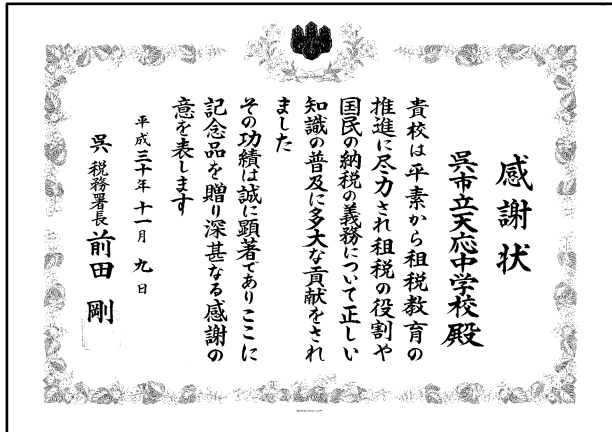 感謝状
呉市立天応中学校殿
貴校は平素から租税教育の
推進に尽力され租税の役割や
国民の納税の義務について正しい
知識の普及に多大な貢献をされ
ました
その功績は誠に顕著でありここに
記念品を贈り深甚なる感謝の
意を表します
平成三十年十一月九日
呉税務署長前田剛